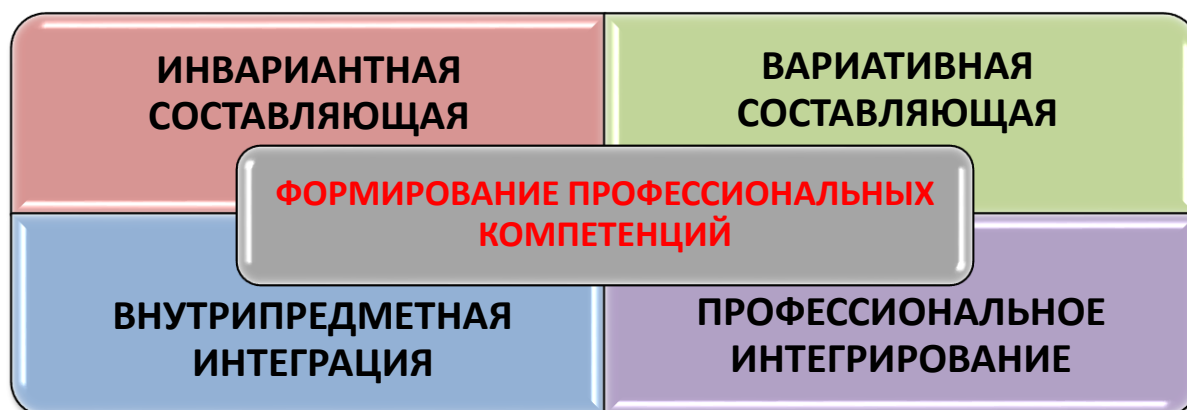 ИНВАРИАНТНАЯ
СОСТАВЛЯЮЩАЯ
ВАРИАТИВНАЯ
СОСТАВЛЯЮЩАЯ
ФОРМИРОВАНИЕ ПРОФЕССИОНАЛЬНЫХ
КОМПЕТЕНЦИЙ
ВНУТРИПРЕДМЕТНАЯ
ИНТЕГРАЦИЯ
ПРОФЕССИОНАЛЬНОЕ
ИНТЕГРИРОВАНИЕ